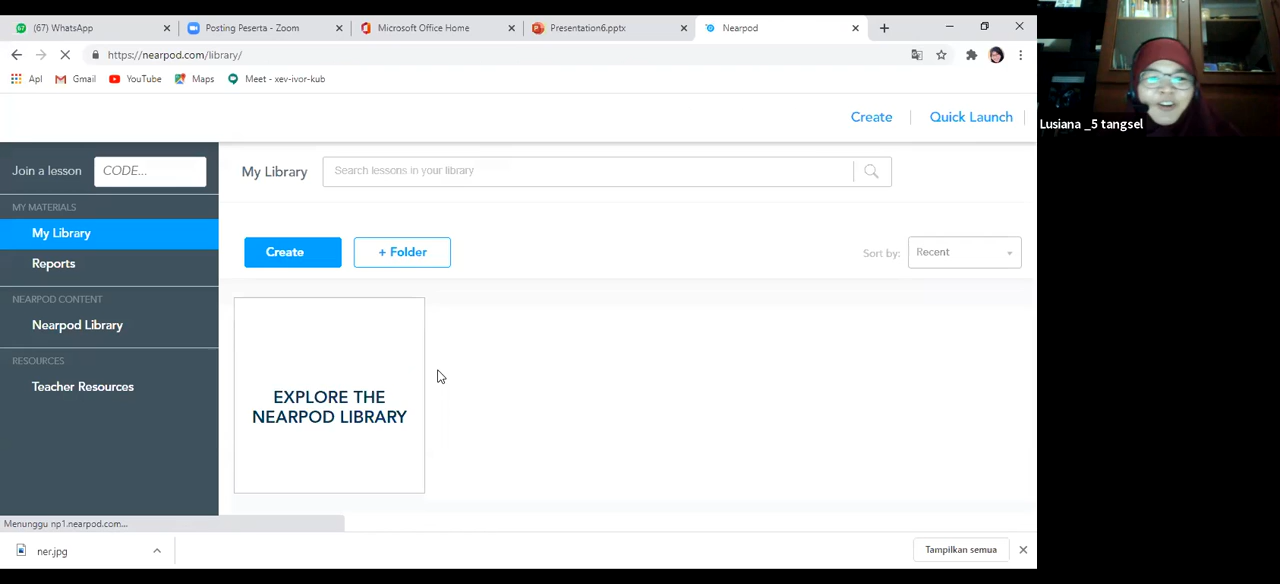 (67) WhatsApp
Posting Peserta - Zoom
Microsoft Office Home
Presentation6.pptx
Nearpod
https://nearpod.com/library/
Apl
Gmail
YouTube
Maps
Meet - xev-ivor-kub
Lusiana _5 tangsel
Create
Quick Launch
Join a lesson
CODE...
My Library
Search lessons in your library
MY MATERIALS
My Library
Reports
Create
+ Folder
Sort by:
Recent
NEARPOD CONTENT
Nearpod Library
RESOURCES
Teacher Resources
EXPLORE THE
NEARPOD LIBRARY
Menunggu np1.nearpod.com...
ner.jpg
Tampilkan semua